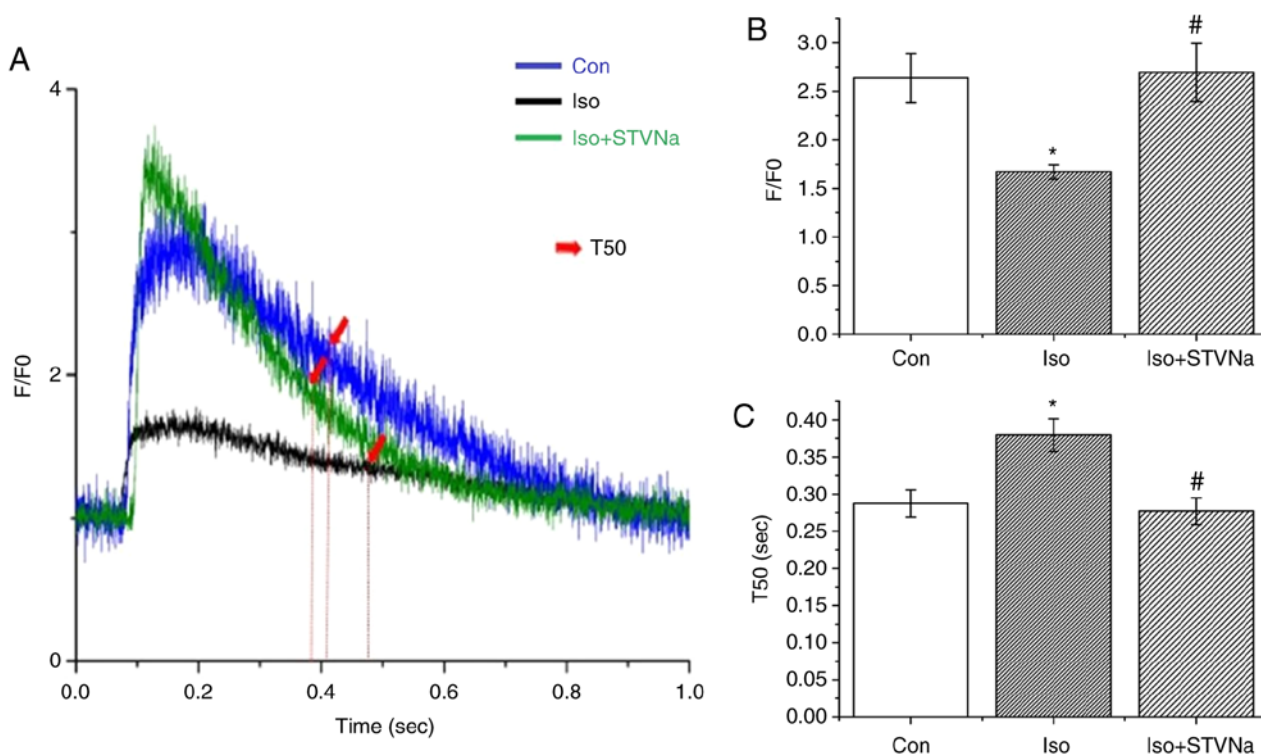 A
Con
Iso
Iso+STVNa
T50
4
2
0
F/F0
0.0 0.2 0.4 0.6 0.8 1.0
Time (sec)
B
#
*
3.0
2.5
2.0
1.5
1.0
0.5
0.0
F/F0
Con Iso Iso+STVNa
C
*
#
0.40
0.35
0.30
0.25
0.20
0.15
0.10
0.05
0.00
T50 (sec)
Con Iso Iso+STVNa